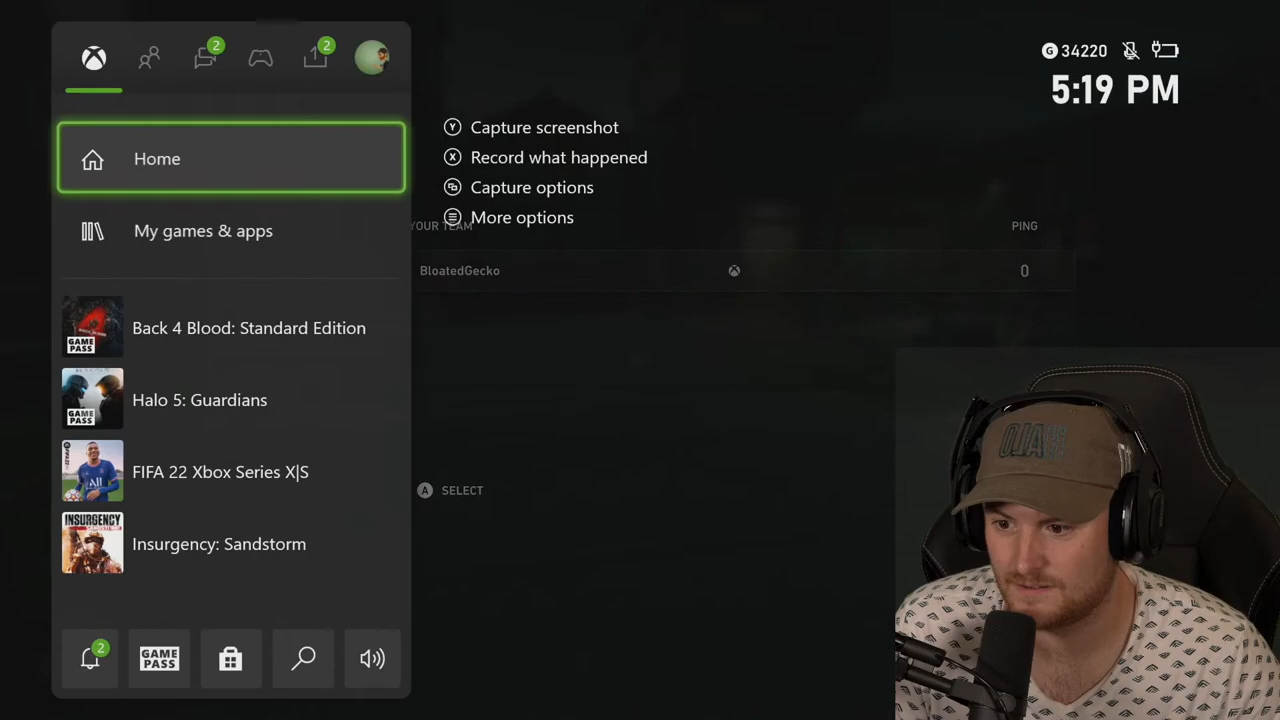 2
2
G 34220
5:19 PM
Home
My games & apps
Y Capture screenshot
X Record what happened
Capture options
More options
YOUR TEAM
PING
BloatedGecko
0
Back 4 Blood: Standard Edition
GAME PASS
Halo 5: Guardians
GAME PASS
FIFA 22 Xbox Series X|S
Insurgency: Sandstorm
INSURGENCY
A SELECT
2
GAME PASS